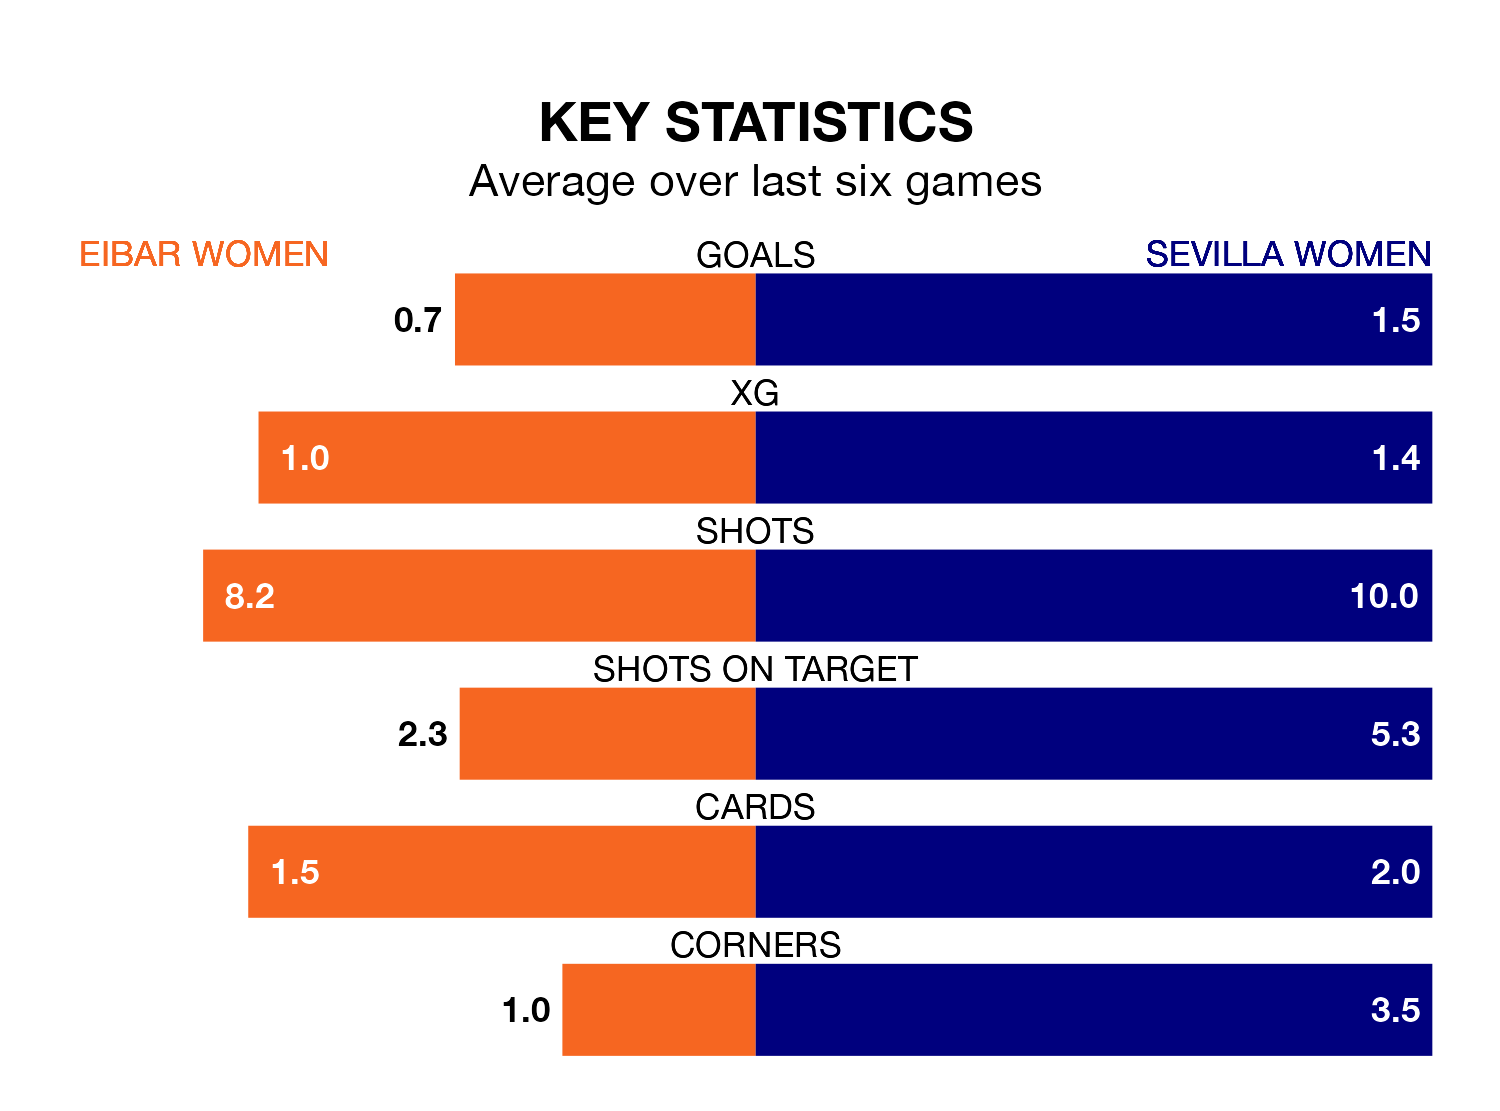 KEY STATISTICS
Average over last six games
EIBAR WOMEN GOALS SEVILLA WOMEN
0.7 1.5
XG
1.0 1.4
SHOTS
8.2 10.0
SHOTS ON TARGET
2.3 5.3
CARDS
1.5 2.0
CORNERS
1.0 3.5